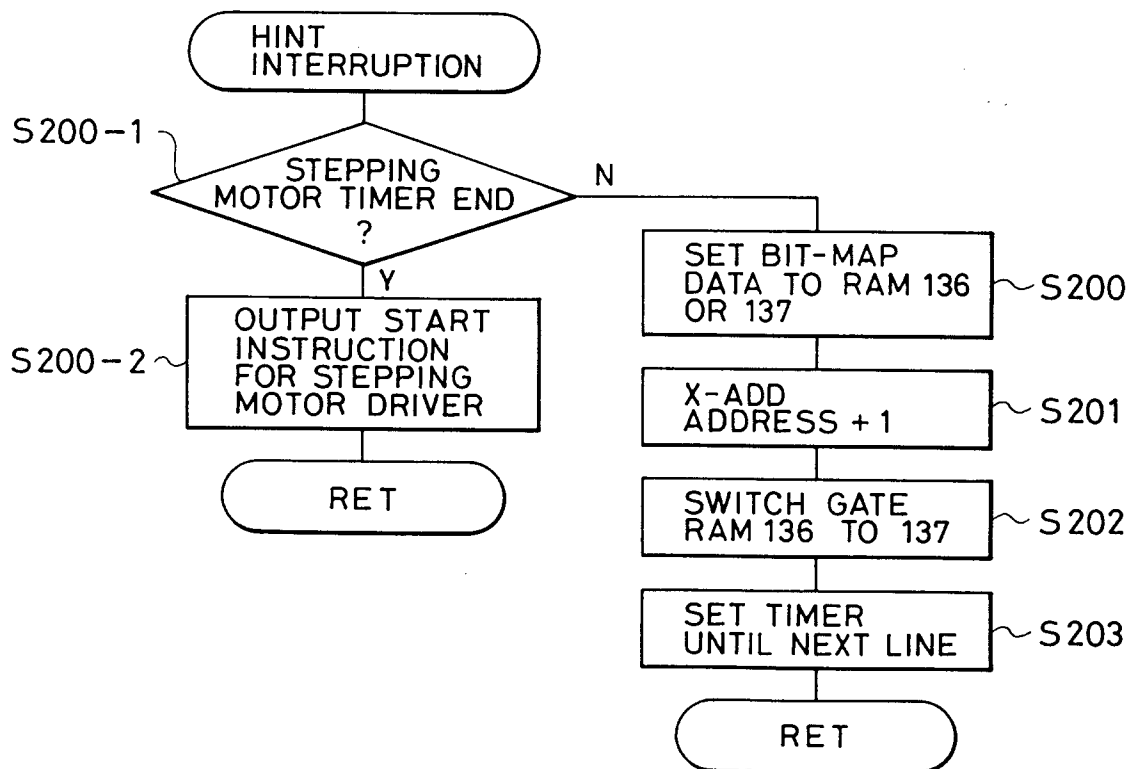 HINT
INTERRUPTION
S200-1
STEPPING
MOTOR TIMER END
?
N
Y
S200-2
OUTPUT START
INSTRUCTION
FOR STEPPING
MOTOR DRIVER
RET
SET BIT-MAP
DATA TO RAM 136
OR 137
S200
X-ADD
ADDRESS + 1
S201
SWITCH GATE
RAM 136 TO 137
S202
SET TIMER
UNTIL NEXT LINE
S203
RET